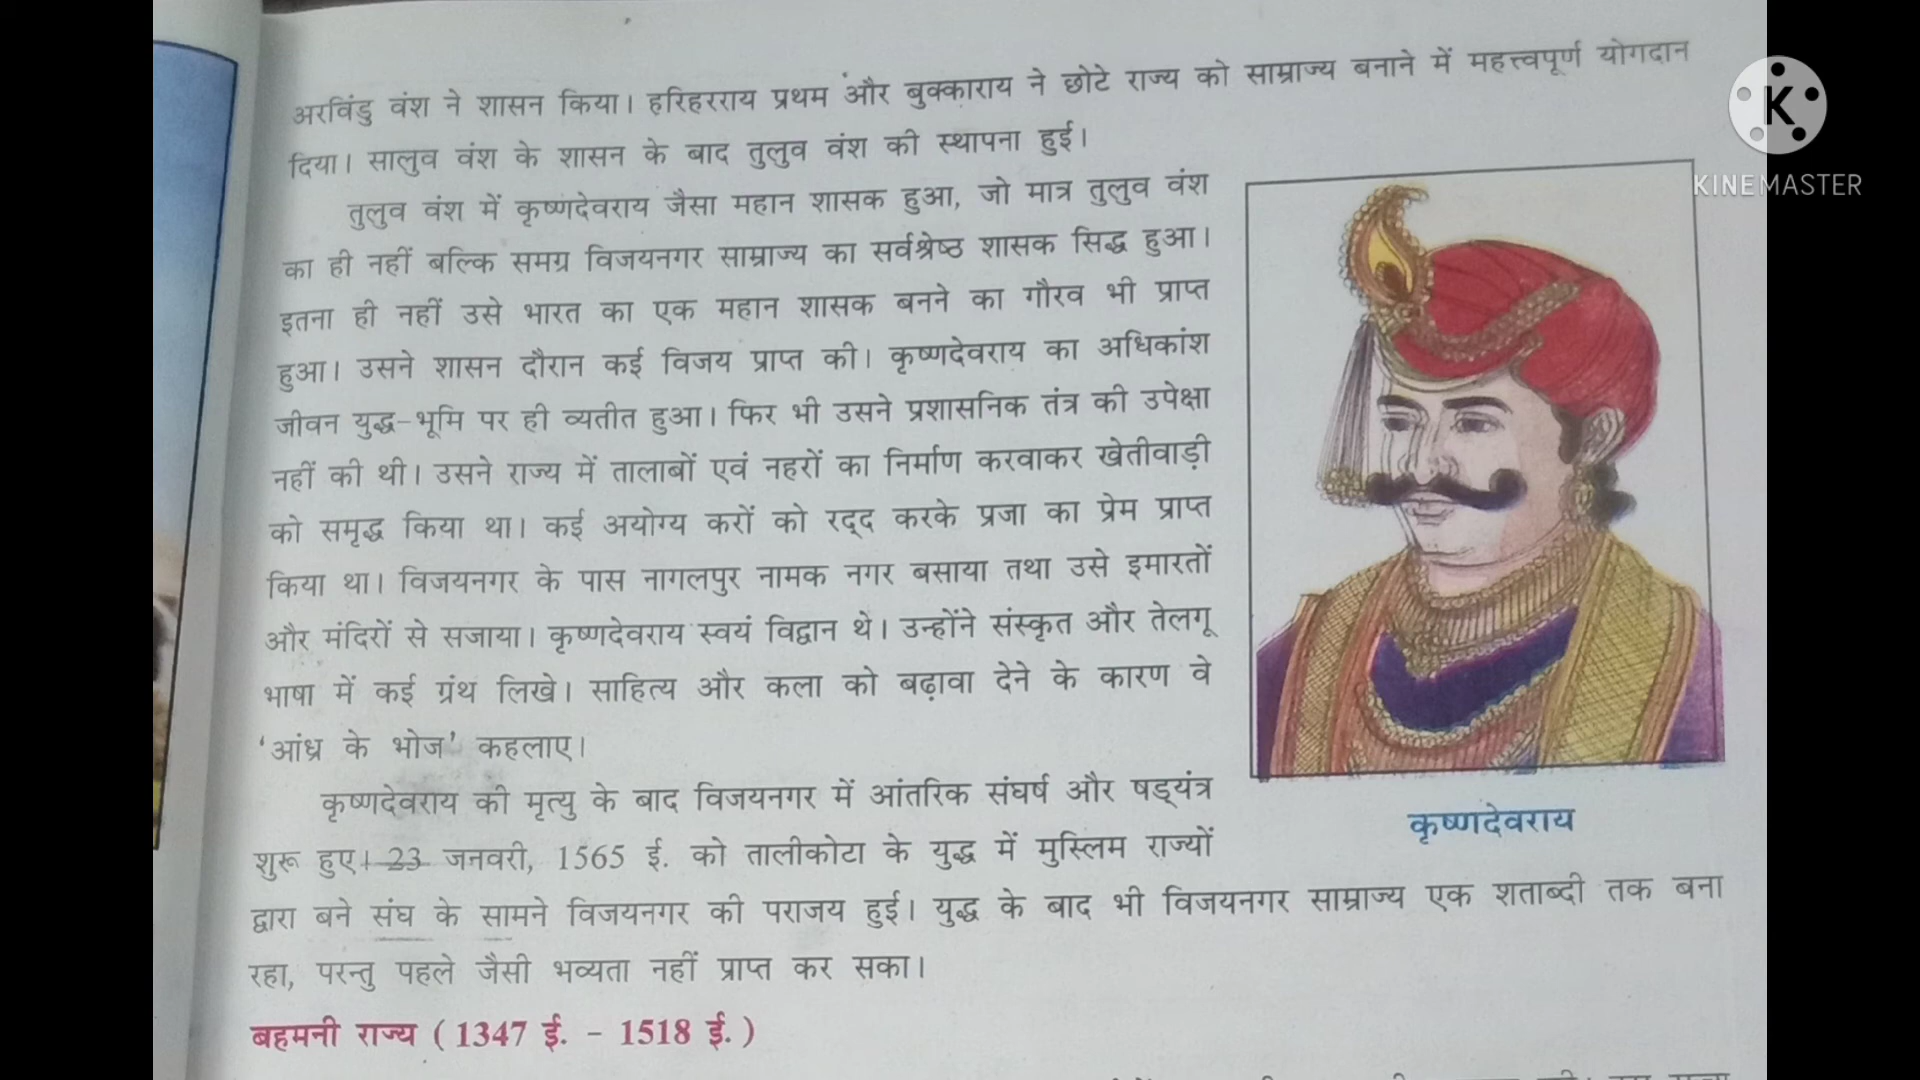 अरविंडु वंश ने शासन किया। हरिहरराय प्रथम और बुक्काराय ने छोटे राज्य को साम्राज्य बनाने में महत्त्वपूर्ण योगदान
दिया। सालुव वंश के शासन के बाद तुलुव वंश की स्थापना हुई।
तुलुव वंश में कृष्णदेवराय जैसा महान शासक हुआ, जो मात्र तुलुव वंश
का ही नहीं बल्कि समग्र विजयनगर साम्राज्य का सर्वश्रेष्ठ शासक सिद्ध हुआ।
इतना ही नहीं उसे भारत का एक महान शासक बनने का गौरव भी प्राप्त
हुआ। उसने शासन दौरान कई विजय प्राप्त की। कृष्णदेवराय का अधिकांश
जीवन युद्ध-भूमि पर ही व्यतीत हुआ। फिर भी उसने प्रशासनिक तंत्र की उपेक्षा
नहीं की थी। उसने राज्य में तालाबों एवं नहरों का निर्माण करवाकर खेतीवाड़ी
को समृद्ध किया था। कई अयोग्य करों को रद्द करके प्रजा का प्रेम प्राप्त
किया था। विजयनगर के पास नागलपुर नामक नगर बसाया तथा उसे इमारतों
और मंदिरों से सजाया। कृष्णदेवराय स्वयं विद्वान थे। उन्होंने संस्कृत और तेलगू
भाषा में कई ग्रंथ लिखे। साहित्य और कला को बढ़ावा देने के कारण वे
'आंध्र के भोज' कहलाए।
कृष्णदेवराय की मृत्यु के बाद विजयनगर में आंतरिक संघर्ष और षड्यंत्र
शुरू हुए। 23 जनवरी, 1565 ई. को तालीकोटा के युद्ध में मुस्लिम राज्यों
द्वारा बने संघ के सामने विजयनगर की पराजय हुई। युद्ध के बाद भी विजयनगर साम्राज्य एक शताब्दी तक बना
रहा, परन्तु पहले जैसी भव्यता नहीं प्राप्त कर सका।
बहमनी राज्य (1347 ई. - 1518 ई.)
कृष्णदेवराय
K
KINEMASTER